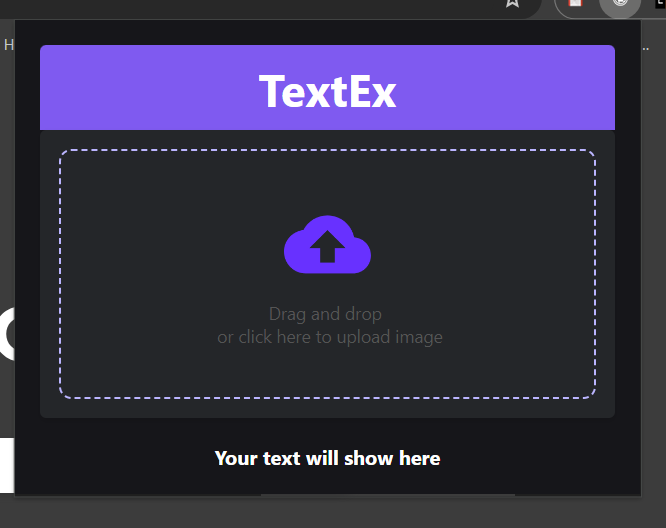 H
TextEx
Drag and drop
or click here to upload image
Your text will show here